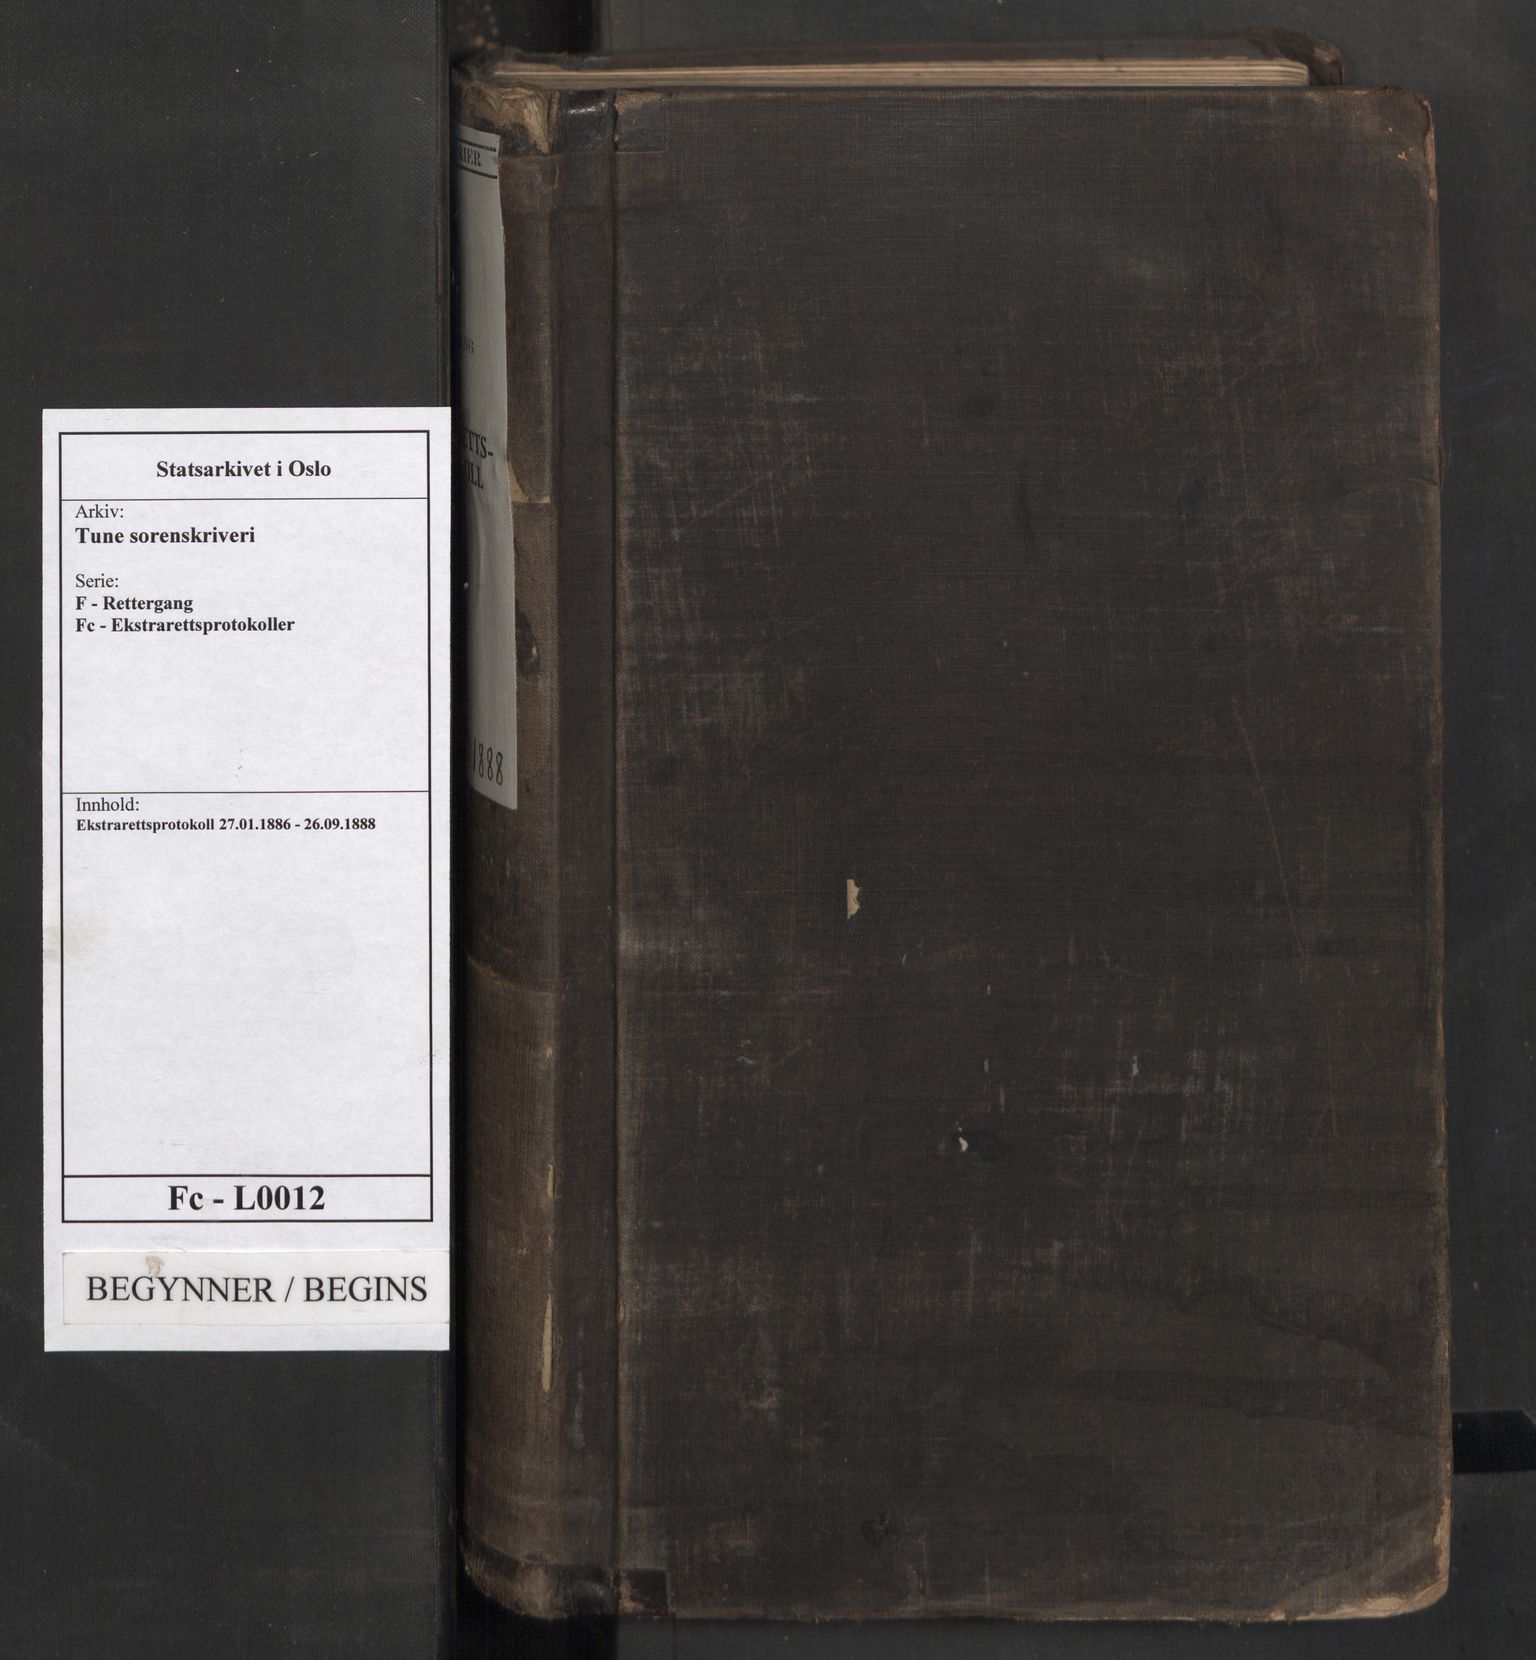 Statsarkivet i Oslo
Arkiv:
Tune sorenskriveri
Serie:
F - Rettergang
Fc - Ekstrarettsprotokoller
Innhold:
Ekstrarettsprotokoll 27.01.1886 - 26.09.1888
Fc - L0012
BEGYNNER / BEGINS
1888